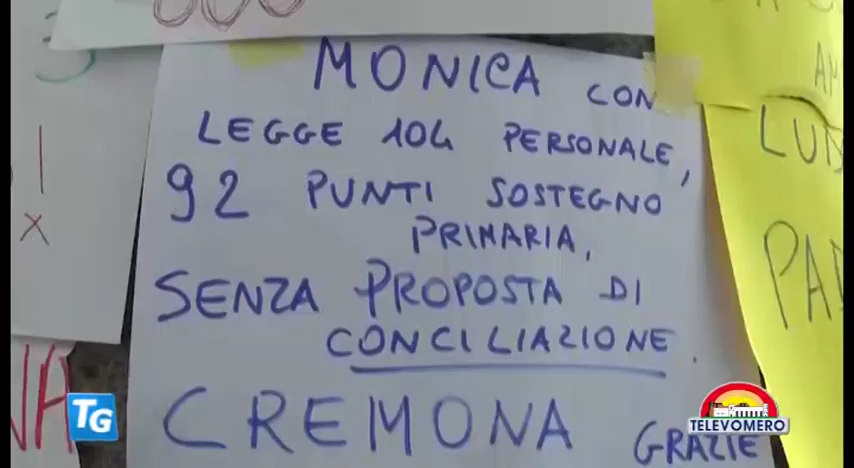 MONICA CON
LEGGE 104 PERSONALE,
92 PUNTI SOSTEGNO
PRIMARIA,
SENZA PROPOSTA DI
CONCILIAZIONE.
CREMONA
GRAZIE
TG
TELEVOMERO